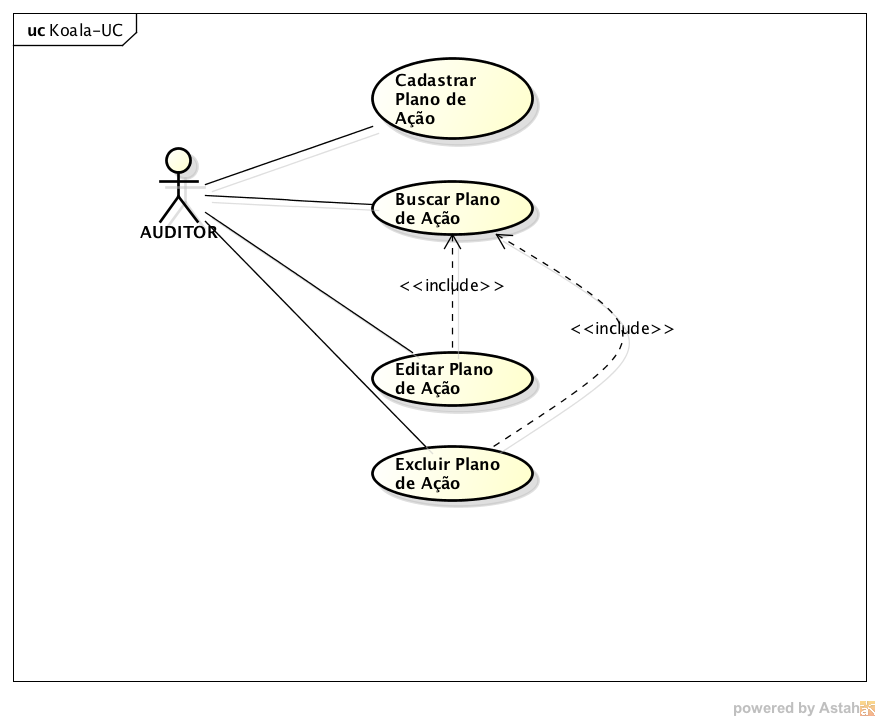 uc Koala-UC
Cadastrar
Plano de
Ação
AUDITOR
Buscar Plano
de Ação
<<include>>
<<include>>
Editar Plano
de Ação
Excluir Plano
de Ação
powered by Astah